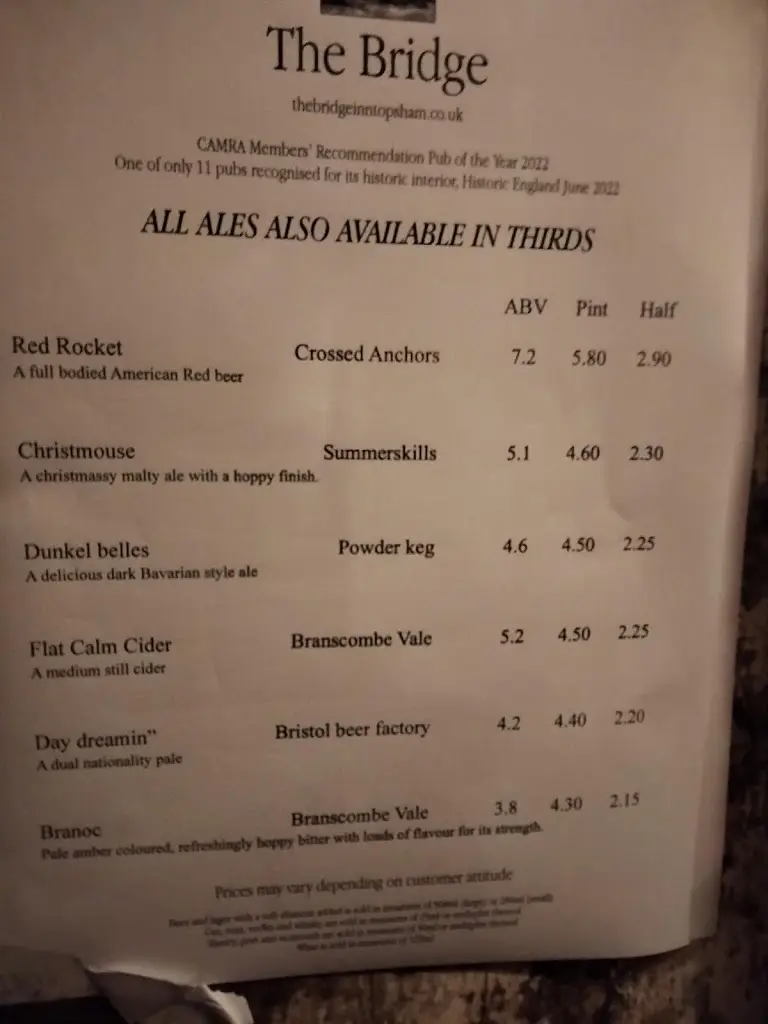 The Bridge
thebridgeinntopsham.co.uk
CAMRA Members' Recommendation Pub of the Year 2022
One of only 11 pubs recognised for its historic interior, Historic England June 2022
ALL ALES ALSO AVAILABLE IN THIRDS
ABV Pint Half
Red Rocket Crossed Anchors 7.2 5.80 2.90
A full bodied American Red beer
Christmouse Summerskills 5.1 4.60 2.30
A christmassy malty ale with a hoppy finish.
Dunkel belles Powder keg 4.6 4.50 2.25
A delicious dark Bavarian style ale
Flat Calm Cider Branscombe Vale 5.2 4.50 2.25
A medium still cider
Day dreamin" Bristol beer factory 4.2 4.40 2.20
A dual nationality pale
Branoc Branscombe Vale 3.8 4.30 2.15
Pale amber coloured, refreshingly hoppy bitter with loads of flavour for its strength.
Prices may vary depending on customer attitude